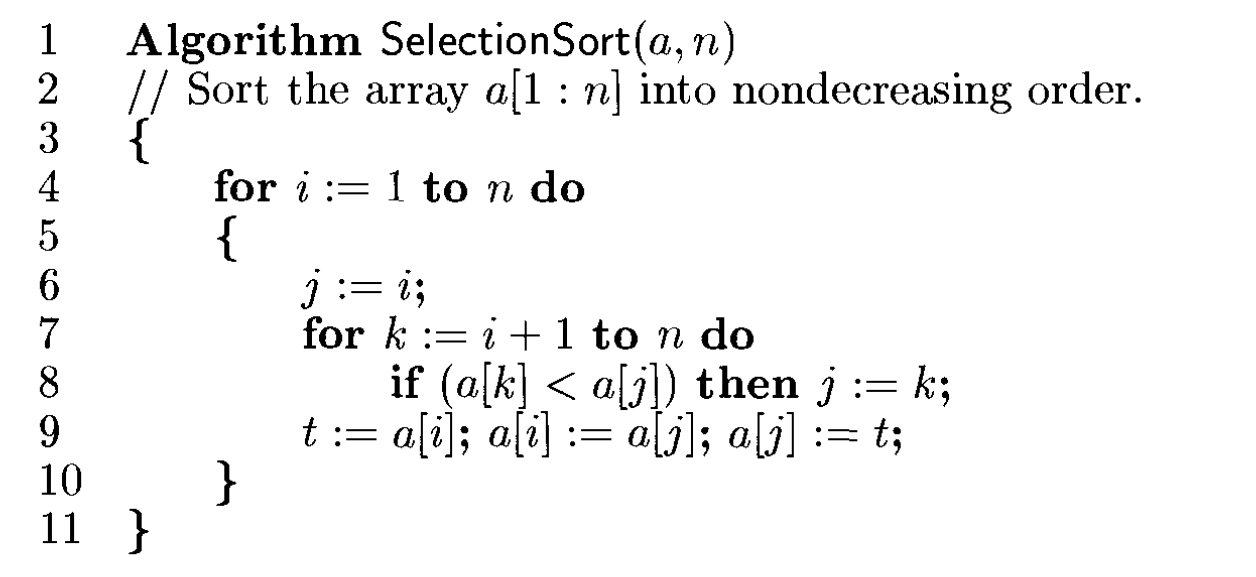 1 Algorithm SelectionSort(a, n)
2 // Sort the array a[1 : n] into nondecreasing order.
3 {
4 for i := 1 to n do
5 {
6 j := i;
7 for k := i + 1 to n do
8 if (a[k] < a[j]) then j := k;
9 t := a[i]; a[i] := a[j]; a[j] := t;
10 }
11 }